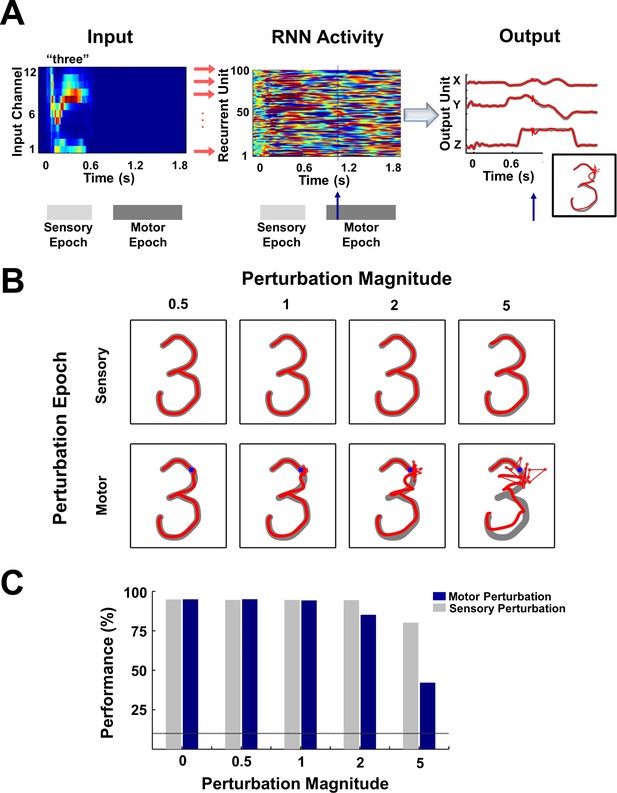 A
Input
RNN Activity
Output
"three"
Input Channel
12
6
1
0 0.6 1.2 1.8
Time (s)
Recurrent Unit
100
50
1
0 0.6 1.2 1.8
Time (s)
Output Unit
X
Y
Z
0 0.6
Time (s)
Sensory Epoch
Motor Epoch
Sensory Epoch
Motor Epoch
B
Perturbation Magnitude
0.5 1 2 5
Perturbation Epoch
Sensory
Motor
C
Performance (%)
100
75
50
25
Motor Perturbation
Sensory Perturbation
0 0.5 1 2 5
Perturbation Magnitude